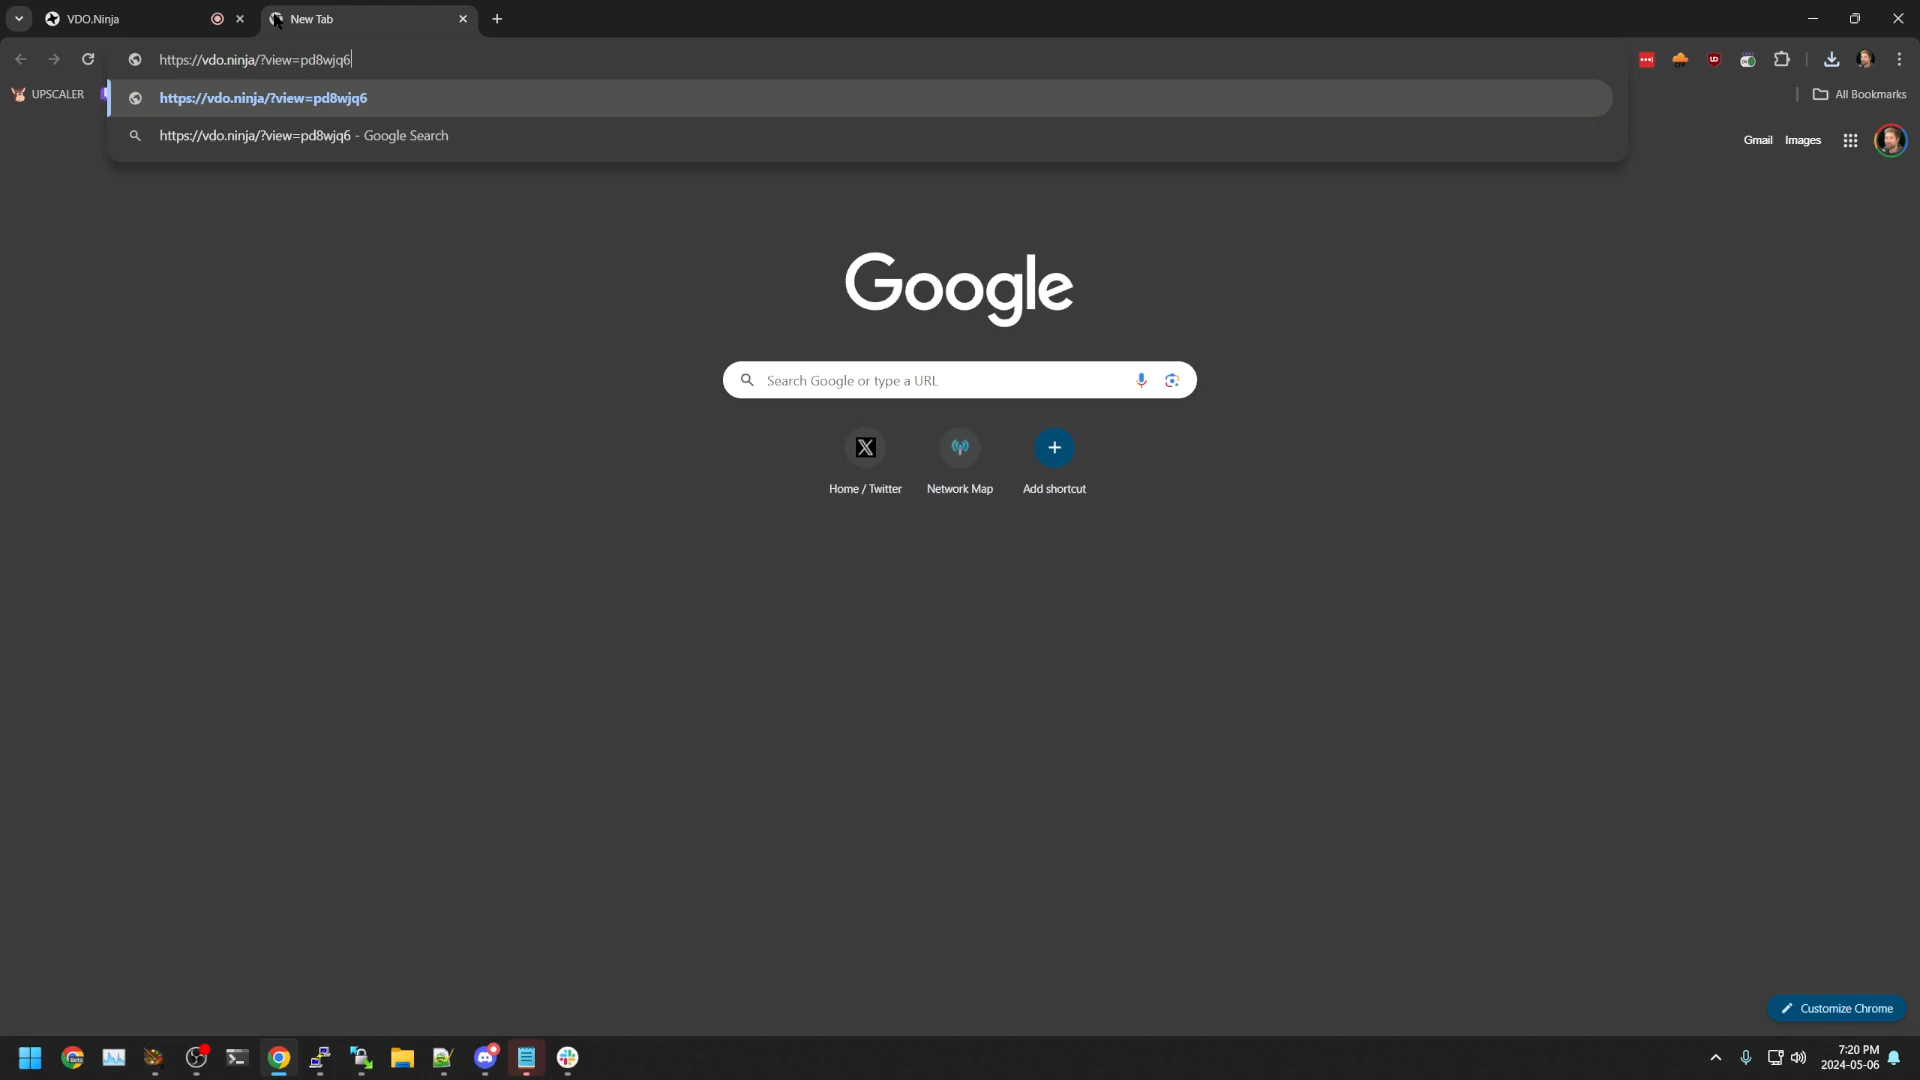 VDO.Ninja
New Tab
https://vdo.ninja/?view=pd8wjq6
UPSCALER
All Bookmarks
https://vdo.ninja/?view=pd8wjq6
https://vdo.ninja/?view=pd8wjq6 - Google Search
Gmail
Images
Google
Search Google or type a URL
Home / Twitter
Network Map
Add shortcut
Customize Chrome
7:20 PM
2024-05-06